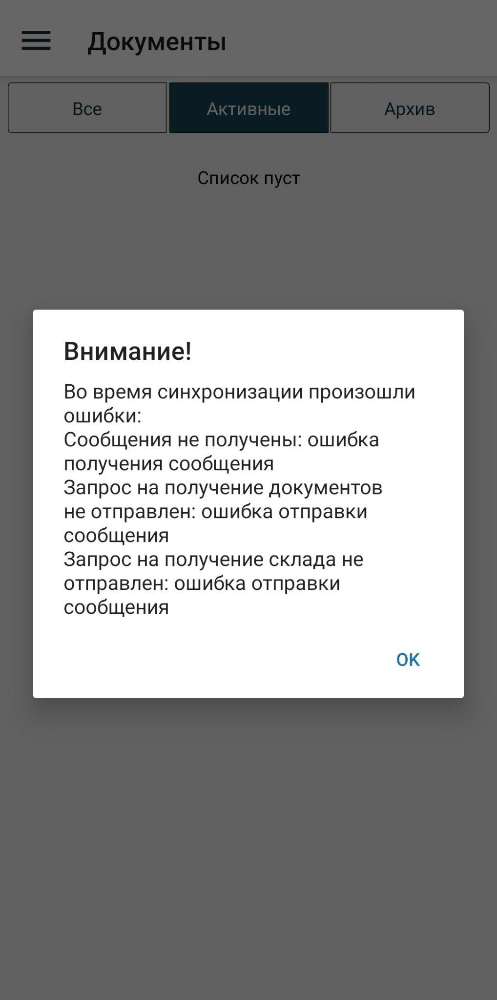 Документы
Все
Активные
Архив
Список пуст
Внимание!
Во время синхронизации произошли
ошибки:
Сообщения не получены: ошибка
получения сообщения
Запрос на получение документов
не отправлен: ошибка отправки
сообщения
Запрос на получение склада не
отправлен: ошибка отправки
сообщения
OK